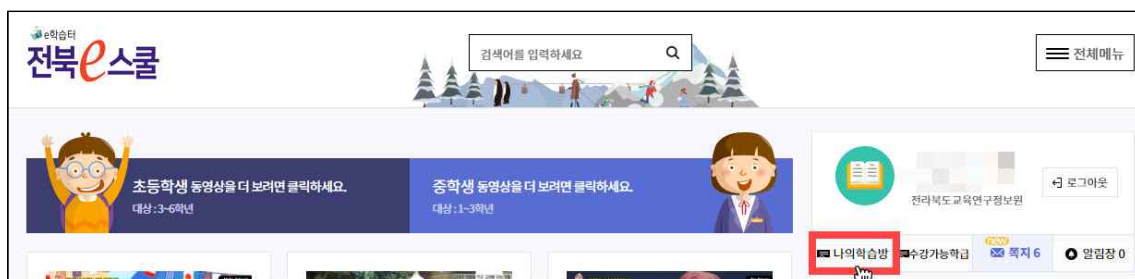 e학습터
전북e스쿨
검색어를 입력하세요
전체메뉴
초등학생 동영상을 더 보려면 클릭하세요.
대상:3~6학년
중학생 동영상을 더 보려면 클릭하세요.
대상:1~3학년
전라북도교육연구정보원
로그아웃
나의학습방
수강가능학급
new
쪽지 6
알림장 0